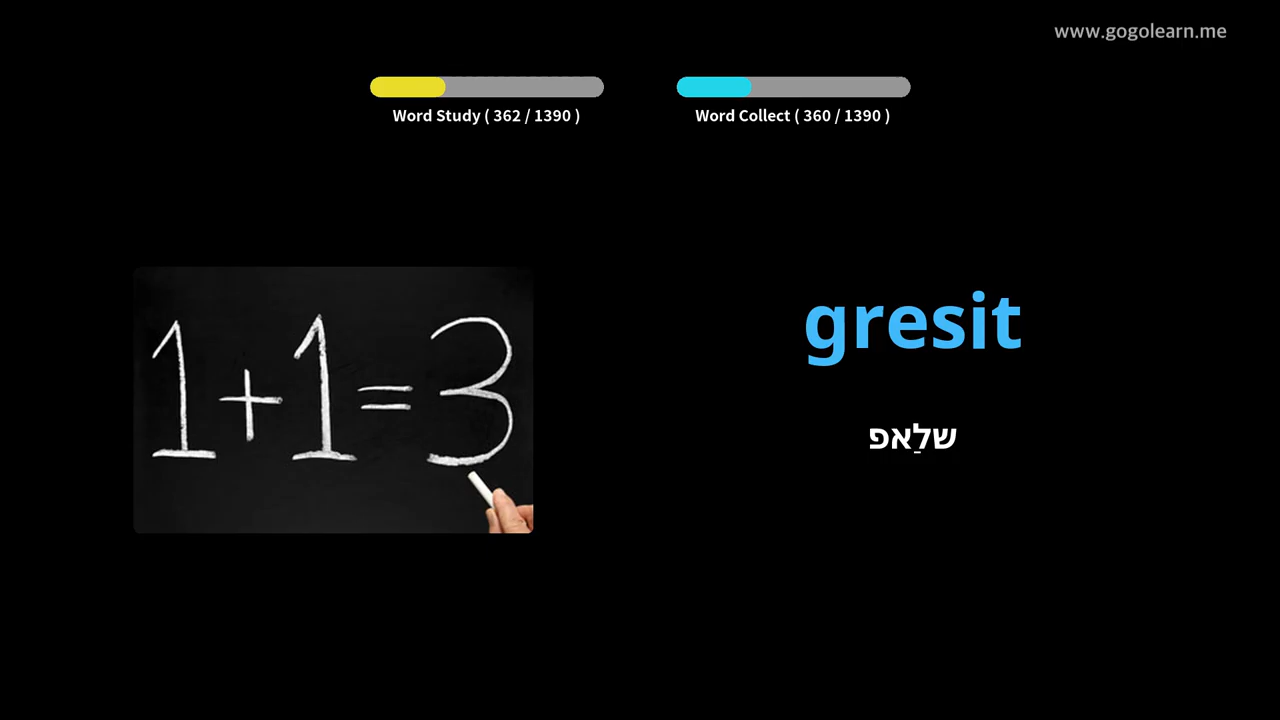 www.gogolearn.me
Word Study ( 362 / 1390 )
Word Collect ( 360 / 1390 )
1+1=3
gresit
שלַאפ